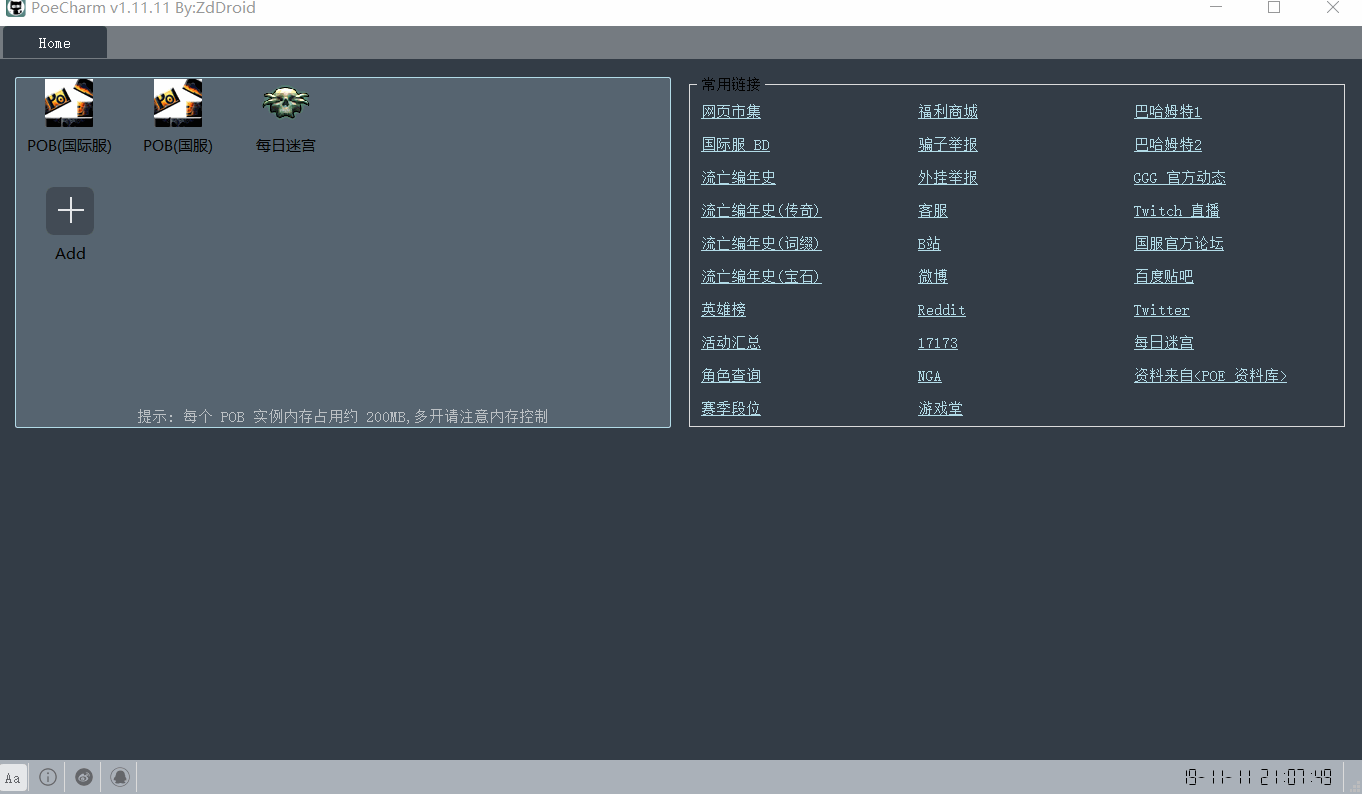 PoeCharm v1.11.11 By:ZdDroid
Home
POB(国际服) POB(国服) 每日迷宫
Add
提示: 每个 POB 实例内存占用约 200MB,多开请注意内存控制
常用链接
网页市集 福利商城 巴哈姆特1
国际服 BD 骗子举报 巴哈姆特2
流亡编年史 外挂举报 GGG 官方动态
流亡编年史(传奇) 客服 Twitch 直播
流亡编年史(词缀) B站 国服官方论坛
流亡编年史(宝石) 微博 百度贴吧
英雄榜 Reddit Twitter
活动汇总 17173 每日迷宫
角色查询 NGA 资料来自<POE 资料库>
赛季段位 游戏堂
Aa
19-11-11 21:07:49